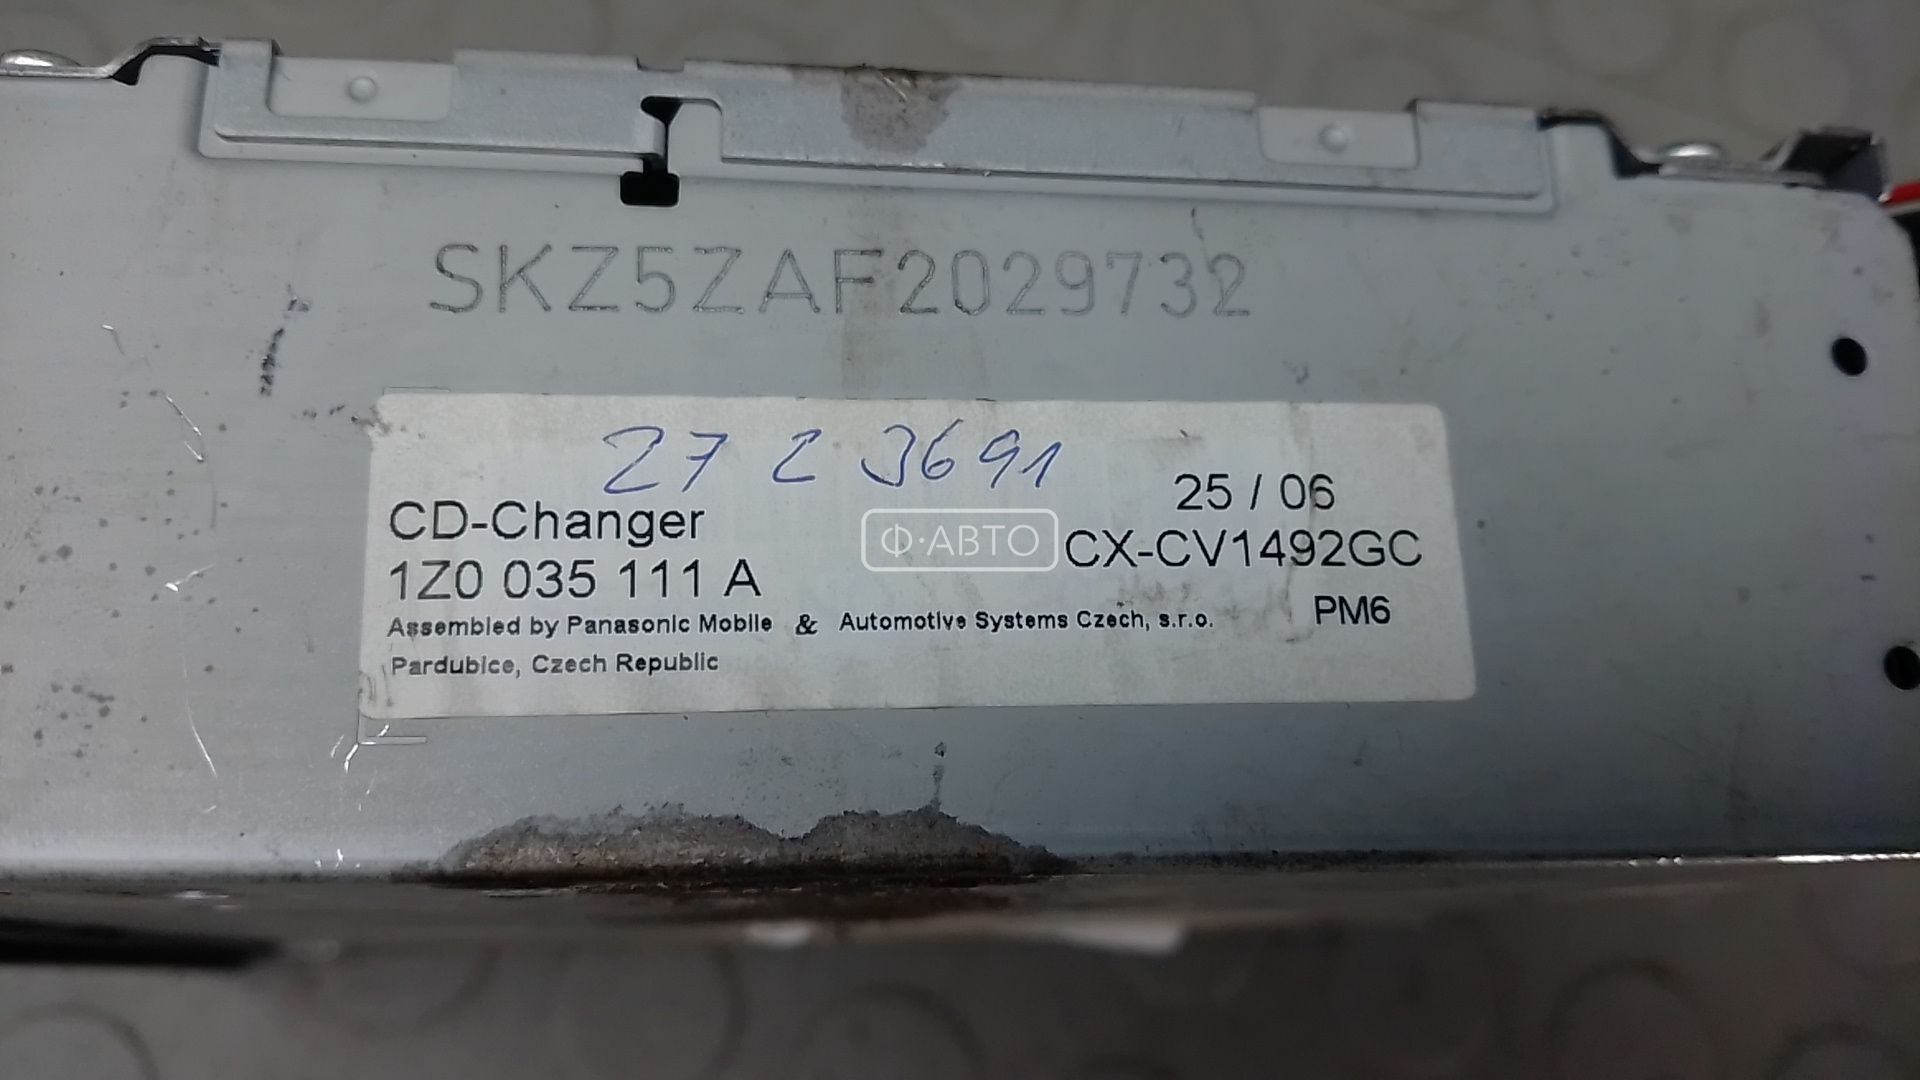 SKZ5ZAF2029732
27 2 3691
25 / 06
CD-Changer
Ф·АВТО
CX-CV1492GC
1Z0 035 111 A
Assembled by Panasonic Mobile & Automotive Systems Czech, s.r.o.
PM6
Pardubice, Czech Republic